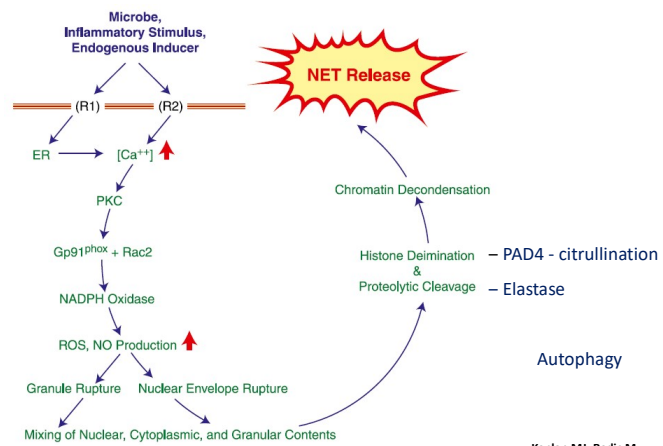 Microbe,
Inflammatory Stimulus,
Endogenous Inducer
NET Release
(R1)
(R2)
ER
[Ca++]
PKC
Gp91phox + Rac2
NADPH Oxidase
ROS, NO Production
Granule Rupture
Nuclear Envelope Rupture
Mixing of Nuclear, Cytoplasmic, and Granular Contents
Chromatin Decondensation
Histone Deimination
&
Proteolytic Cleavage
– PAD4 - citrullination
– Elastase
Autophagy